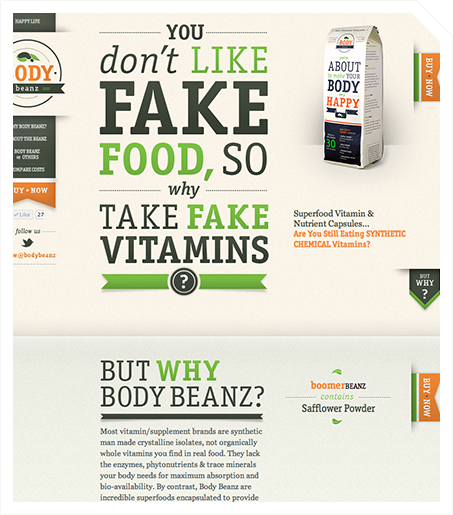 HAPPY LIFE
BODY
beanz
MY BODY BEANZ?
ABOUT THE BEANZ
BODY BEANZ
or OTHERS
COMPARE COSTS
BUY • NOW
Like 27
follow us
@bodybeanz
YOU
don't LIKE
FAKE
FOOD, SO
why
TAKE FAKE
VITAMINS
?
BODY
ABOUT
to make YOUR
BODY
HAPPY
30
BUY • NOW
Superfood Vitamin &
Nutrient Capsules...
Are You Still Eating SYNTHETIC
CHEMICAL Vitamins?
BUT
WHY
?
BUT WHY
BODY BEANZ?
Most vitamin/supplement brands are synthetic
man made crystalline isolates, not organically
whole vitamins you find in real food. They lack
the enzymes, phytonutrients & trace minerals
your body needs for maximum absorption and
bio-availability. By contrast, Body Beanz are
incredible superfoods encapsulated to provide
boomerBEANZ
contains
Safflower Powder
BUY • NOW